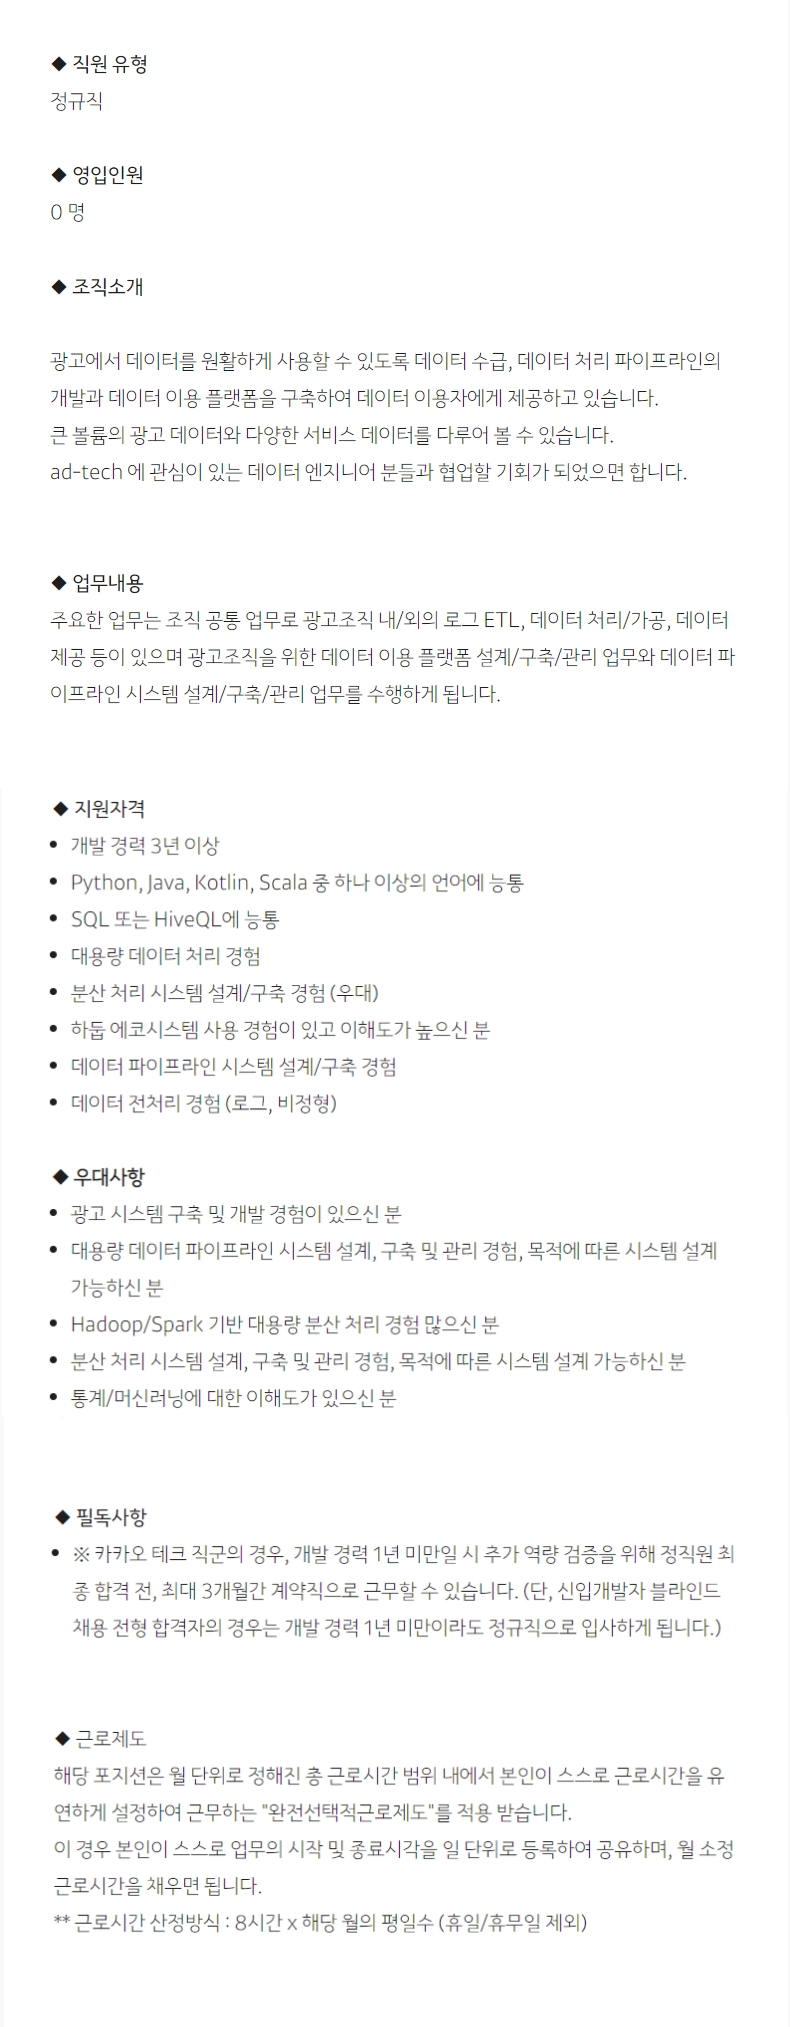 ◆ 직원 유형
정규직
◆ 영입인원
0 명
◆ 조직소개
광고에서 데이터를 원활하게 사용할 수 있도록 데이터 수급, 데이터 처리 파이프라인의
개발과 데이터 이용 플랫폼을 구축하여 데이터 이용자에게 제공하고 있습니다.
큰 볼륨의 광고 데이터와 다양한 서비스 데이터를 다루어 볼 수 있습니다.
ad-tech 에 관심이 있는 데이터 엔지니어 분들과 협업할 기회가 되었으면 합니다.
◆ 업무내용
주요한 업무는 조직 공통 업무로 광고조직 내/외의 로그 ETL, 데이터 처리/가공, 데이터
제공 등이 있으며 광고조직을 위한 데이터 이용 플랫폼 설계/구축/관리 업무와 데이터 파
이프라인 시스템 설계/구축/관리 업무를 수행하게 됩니다.
◆ 지원자격
• 개발 경력 3년 이상
• Python, Java, Kotlin, Scala 중 하나 이상의 언어에 능통
• SQL 또는 HiveQL에 능통
• 대용량 데이터 처리 경험
• 분산 처리 시스템 설계/구축 경험 (우대)
• 하둡 에코시스템 사용 경험이 있고 이해도가 높으신 분
• 데이터 파이프라인 시스템 설계/구축 경험
• 데이터 전처리 경험 (로그, 비정형)
◆ 우대사항
• 광고 시스템 구축 및 개발 경험이 있으신 분
• 대용량 데이터 파이프라인 시스템 설계, 구축 및 관리 경험, 목적에 따른 시스템 설계
가능하신 분
• Hadoop/Spark 기반 대용량 분산 처리 경험 많으신 분
• 분산 처리 시스템 설계, 구축 및 관리 경험, 목적에 따른 시스템 설계 가능하신 분
• 통계/머신러닝에 대한 이해도가 있으신 분
◆ 필독사항
• ※ 카카오 테크 직군의 경우, 개발 경력 1년 미만일 시 추가 역량 검증을 위해 정직원 최
종 합격 전, 최대 3개월간 계약직으로 근무할 수 있습니다. (단, 신입개발자 블라인드
채용 전형 합격자의 경우는 개발 경력 1년 미만이라도 정규직으로 입사하게 됩니다.)
◆ 근로제도
해당 포지션은 월 단위로 정해진 총 근로시간 범위 내에서 본인이 스스로 근로시간을 유
연하게 설정하여 근무하는 "완전선택적근로제도"를 적용 받습니다.
이 경우 본인이 스스로 업무의 시작 및 종료시각을 일 단위로 등록하여 공유하며, 월 소정
근로시간을 채우면 됩니다.
** 근로시간 산정방식 : 8시간 x 해당 월의 평일수 (휴일/휴무일 제외)